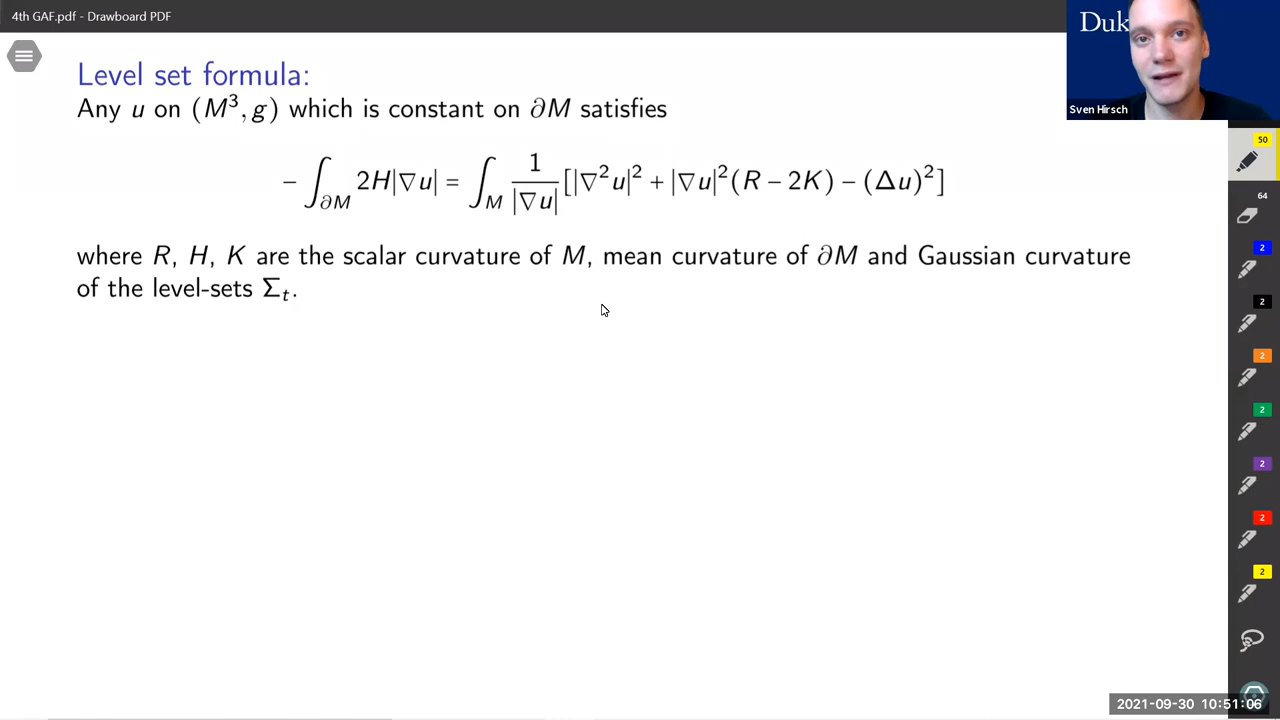 4th GAF.pdf - Drawboard PDF
Duk
Sven Hirsch
Level set formula:
Any u on (M³, g) which is constant on ∂M satisfies
− ∫_{∂M} 2H|∇u| = ∫_M 1/|∇u| [|∇²u|² + |∇u|²(R − 2K) − (Δu)²]
where R, H, K are the scalar curvature of M, mean curvature of ∂M and Gaussian curvature
of the level-sets Σ_t.
50
64
2
2
2
2
2
2
2
2021-09-30 10:51:06